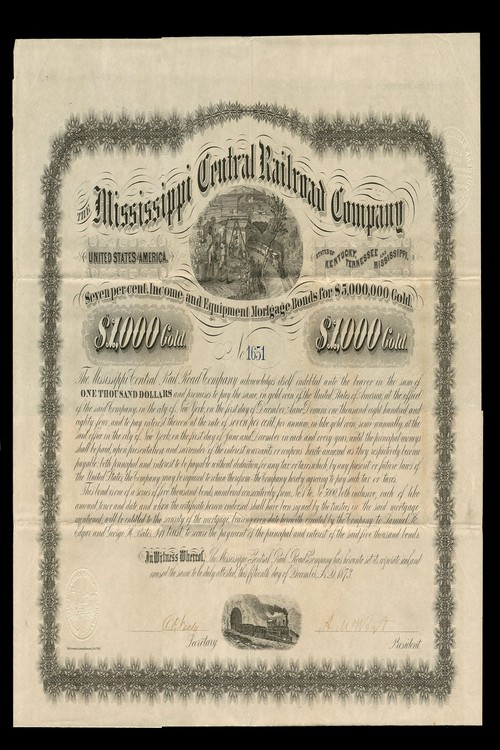 THE Mississippi Central Railroad Company
UNITED STATES OF AMERICA.
STATES OF KENTUCKY, TENNESSEE AND MISSISSIPPI.
Seven per cent. Income and Equipment Mortgage Bonds for $5,000,000 Gold.
$1,000 Gold.
$1,000 Gold.
No 1651
The Mississippi Central Rail Road Company acknowledges itself indebted unto the bearer in the sum of
ONE THOUSAND DOLLARS and promises to pay the same, in gold coin of the United States of America, at the office
of the said Company, in the city of New York, on the first day of December, Anno Domini, one thousand eight hundred and
eighty four, and to pay interest thereon at the rate of seven per cent. per annum, in like gold coin, semi-annually, at the
said office in the city of New York, on the first day of June and December in each and every year, until the principal moneys
shall be paid, upon presentation and surrender of the interest warrants or coupons hereto annexed as they respectively become
payable, both principal and interest to be payable without deduction for any tax or taxes which by any present or future laws of
The United States, the Company may be required to retain therefrom the Company hereby agreeing to pay such tax or taxes.
This bond is one of a series of five thousand bonds, numbered consecutively from No. 1 to No. 5000, both inclusive, each of like
amount, tenor and date, and when the certificate hereon endorsed shall have been signed by the trustees in the said mortgage
mentioned, will be entitled to the security of the mortgage, bearing even date herewith created by the Company to Samuel
and George in trust to secure the payment of the principal and interest of the said five thousand bonds.
In Witness Whereof, The Mississippi Central Rail Road Company has hereunto set its corporate seal and
caused the same to be duly attested, this fifteenth day of December, A.D. 1873.
Secretary
President